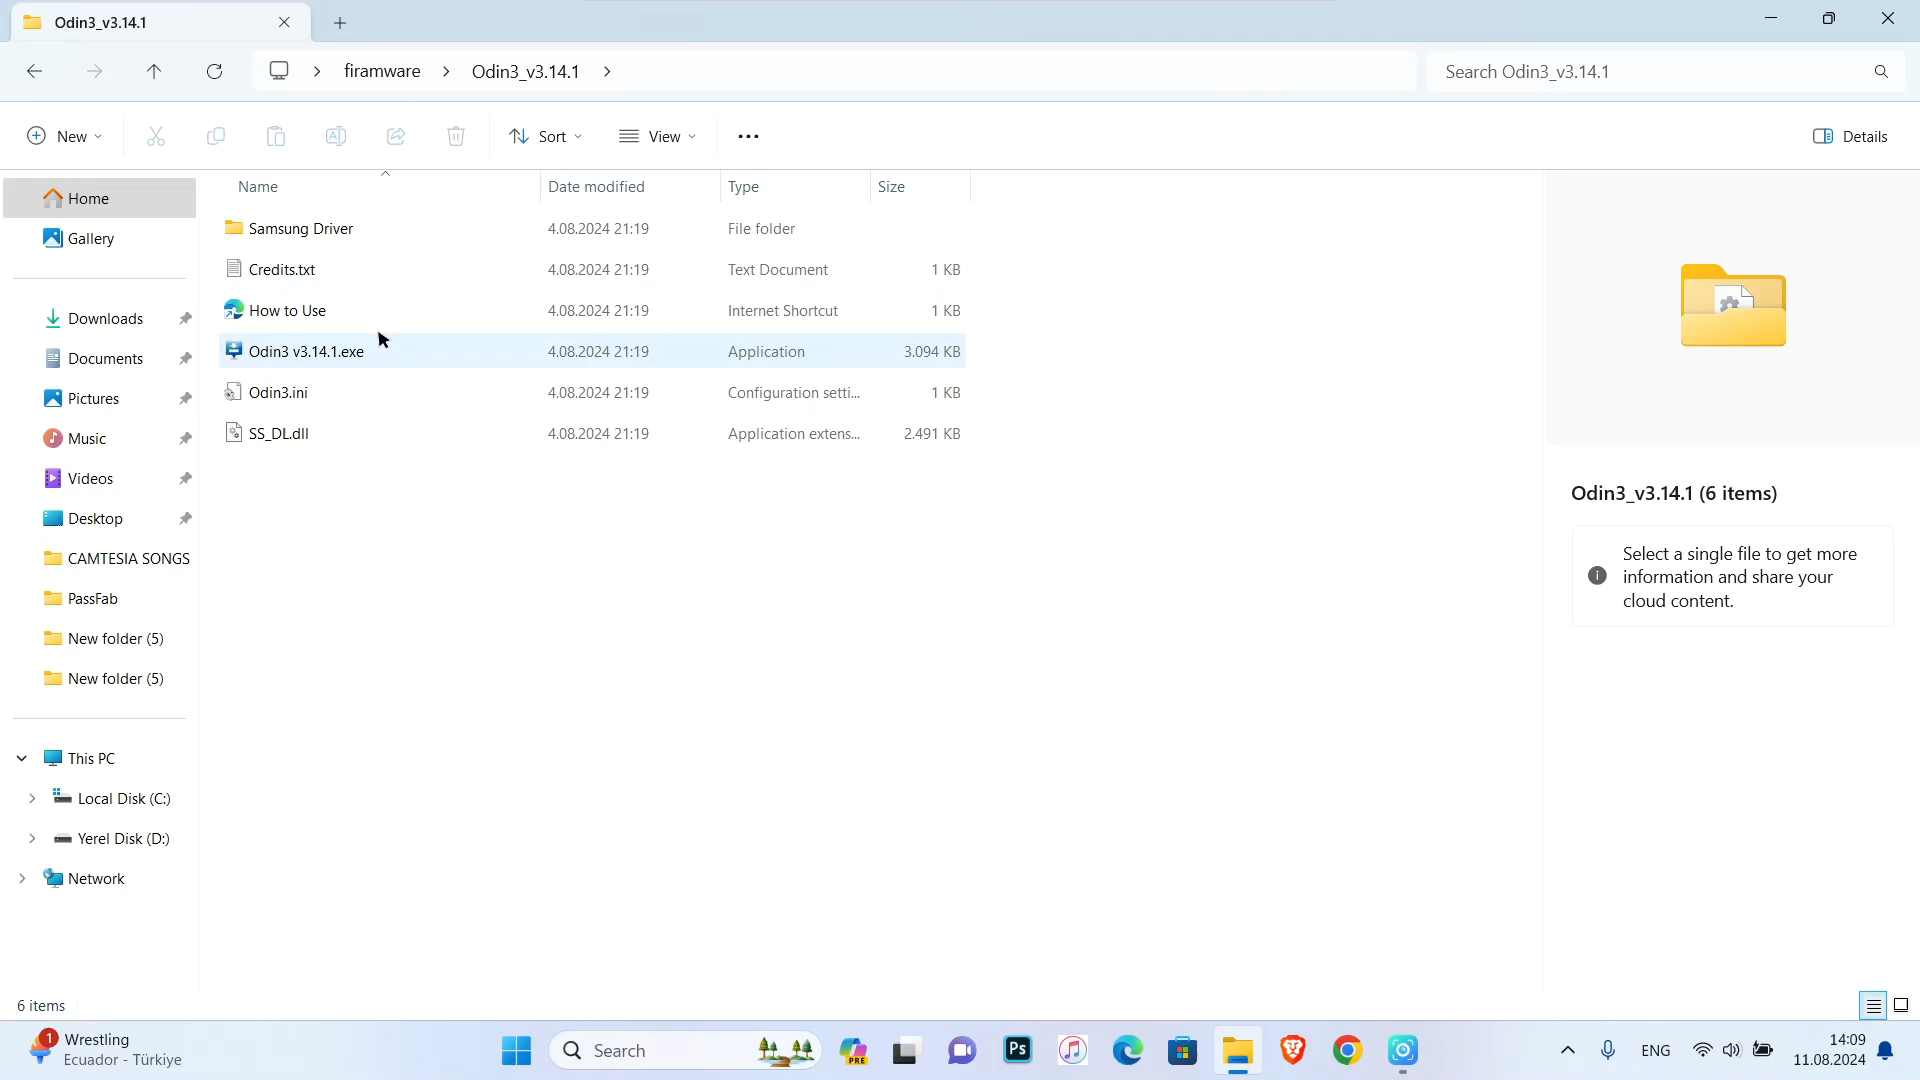 Odin3_v3.14.1
firamware
Odin3_v3.14.1
Search Odin3_v3.14.1
New
Sort
View
Details
Name
Date modified
Type
Size
Home
Gallery
Downloads
Documents
Pictures
Music
Videos
Desktop
CAMTESIA SONGS
PassFab
New folder (5)
New folder (5)
This PC
Local Disk (C:)
Yerel Disk (D:)
Network
Samsung Driver 4.08.2024 21:19 File folder
Credits.txt 4.08.2024 21:19 Text Document 1 KB
How to Use 4.08.2024 21:19 Internet Shortcut 1 KB
Odin3 v3.14.1.exe 4.08.2024 21:19 Application 3.094 KB
Odin3.ini 4.08.2024 21:19 Configuration setti... 1 KB
SS_DL.dll 4.08.2024 21:19 Application extens... 2.491 KB
Odin3_v3.14.1 (6 items)
Select a single file to get more
information and share your
cloud content.
6 items
1
Wrestling
Ecuador - Türkiye
Search
PRE
Ps
ENG
14:09
11.08.2024